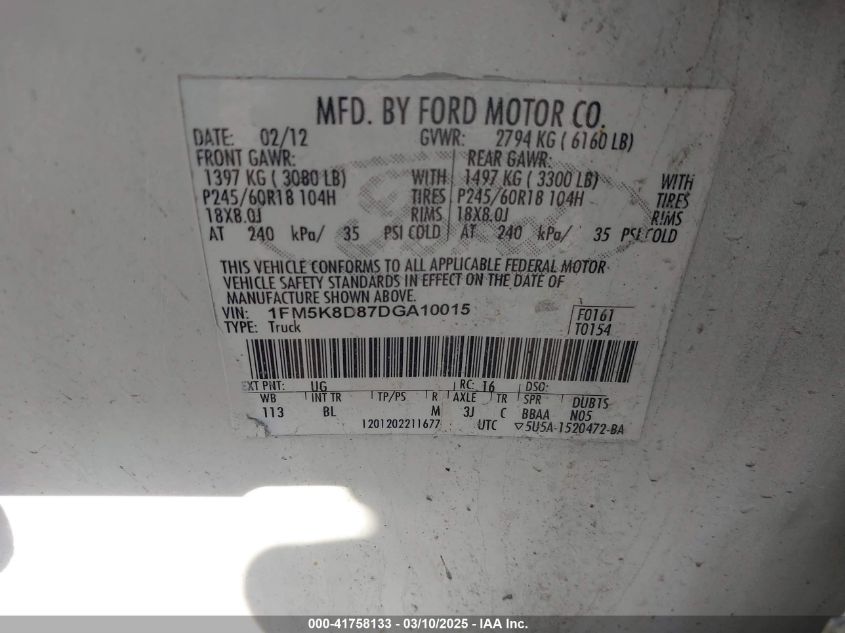 MFD. BY FORD MOTOR CO.
DATE: 02/12 GVWR: 2794 KG ( 6160 LB)
FRONT GAWR: REAR GAWR:
1397 KG ( 3080 LB) WITH 1497 KG ( 3300 LB) WITH
P245/60R18 104H TIRES P245/60R18 104H TIRES
18X8.0J RIMS 18X8.0J RIMS
AT 240 kPa/ 35 PSI COLD AT 240 kPa/ 35 PSI COLD
THIS VEHICLE CONFORMS TO ALL APPLICABLE FEDERAL MOTOR
VEHICLE SAFETY STANDARDS IN EFFECT ON THE DATE OF
MANUFACTURE SHOWN ABOVE.
VIN: 1FM5K8D87DGA10015 F0161
TYPE: Truck T0154
EXT PNT: UG RC: 16 DSO:
WB INT TR TP/PS R AXLE TR SPR DUBTS
113 BL M 3J C BBAA N05
1201202211677 UTC ▽5U5A-1520472-BA
000-41758133 - 03/10/2025 - www.iaai.com